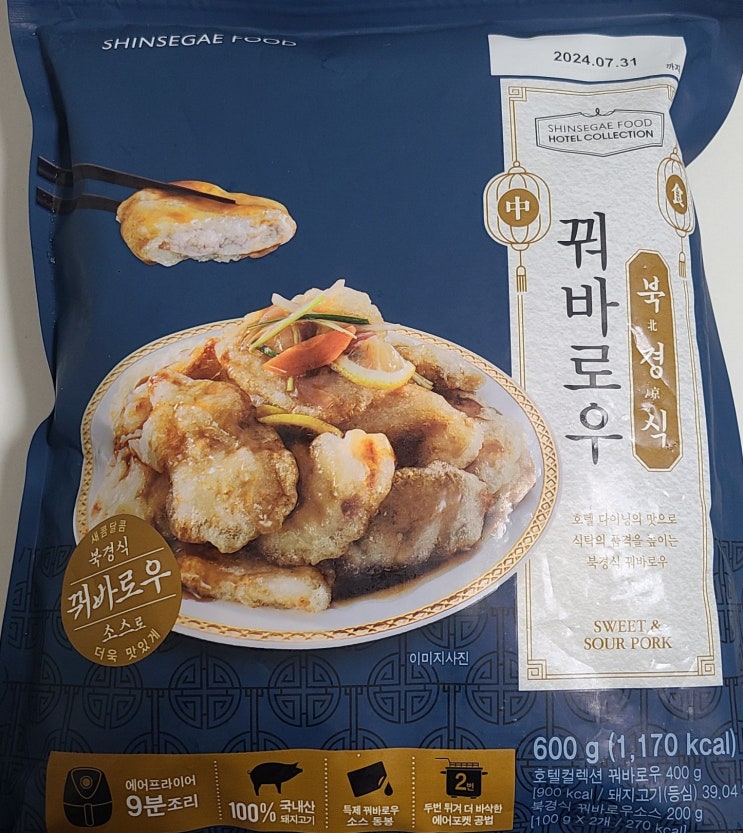 SHINSEGAE FOOD
2024.07.31
까지
SHINSEGAE FOOD
HOTEL COLLECTION
中
食
꿔바로우
북
北
경
京
식
호텔 다이닝의 맛으로
식탁의 품격을 높이는
북경식 꿔바로우
SWEET &
SOUR PORK
새콤달콤
북경식
꿔바로우
소스로
더욱 맛있게
이미지사진
에어프라이어
9분조리
100% 국내산
돼지고기
특제 꿔바로우
소스 동봉
2번
두번 튀겨 더 바삭한
에어포켓 공법
600 g (1,170 kcal)
호텔컬렉션 꿔바로우 400 g
[900 kcal / 돼지고기(등심) 39.04
북경식 꿔바로우소스 200 g
[100 g × 2개 / 270 kcal